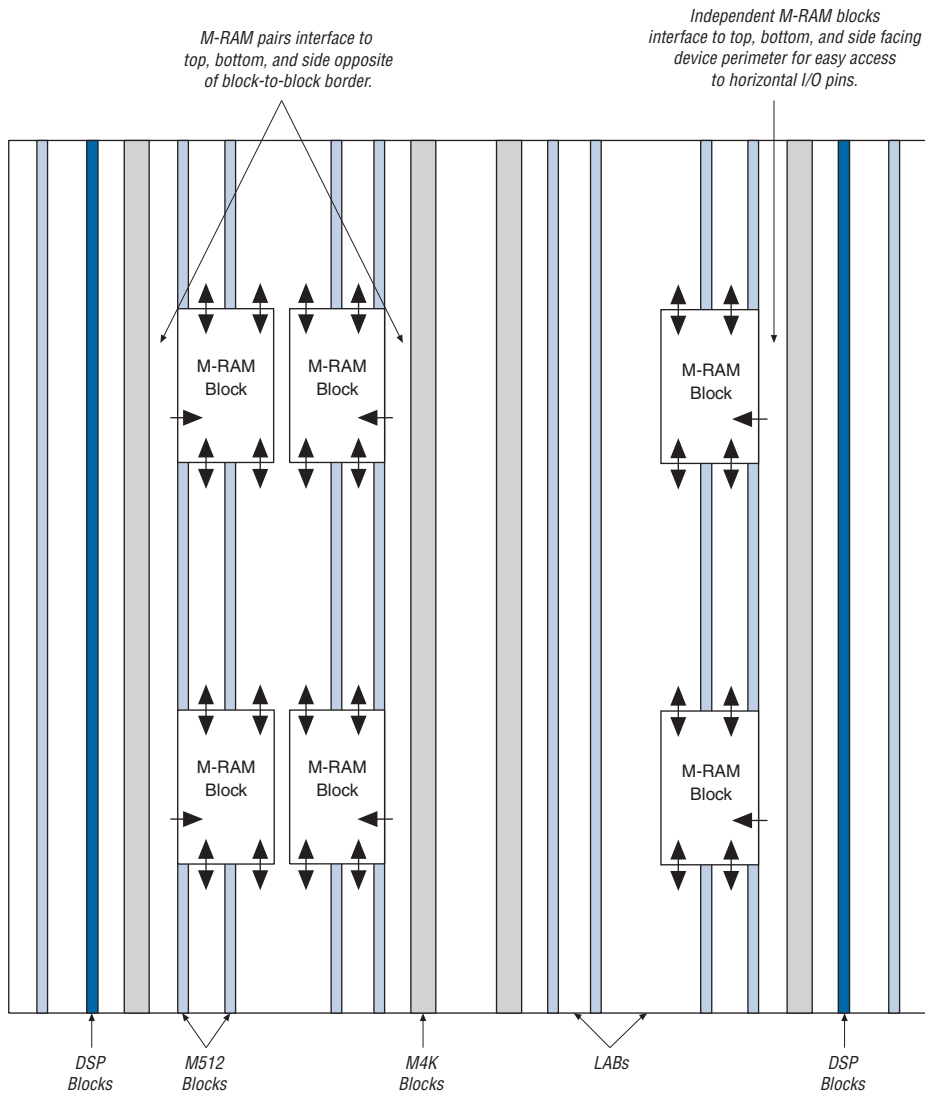 M-RAM pairs interface to
top, bottom, and side opposite
of block-to-block border.
Independent M-RAM blocks
interface to top, bottom, and side facing
device perimeter for easy access
to horizontal I/O pins.
M-RAM
Block
M-RAM
Block
M-RAM
Block
M-RAM
Block
M-RAM
Block
M-RAM
Block
DSP
Blocks
M512
Blocks
M4K
Blocks
LABs
DSP
Blocks